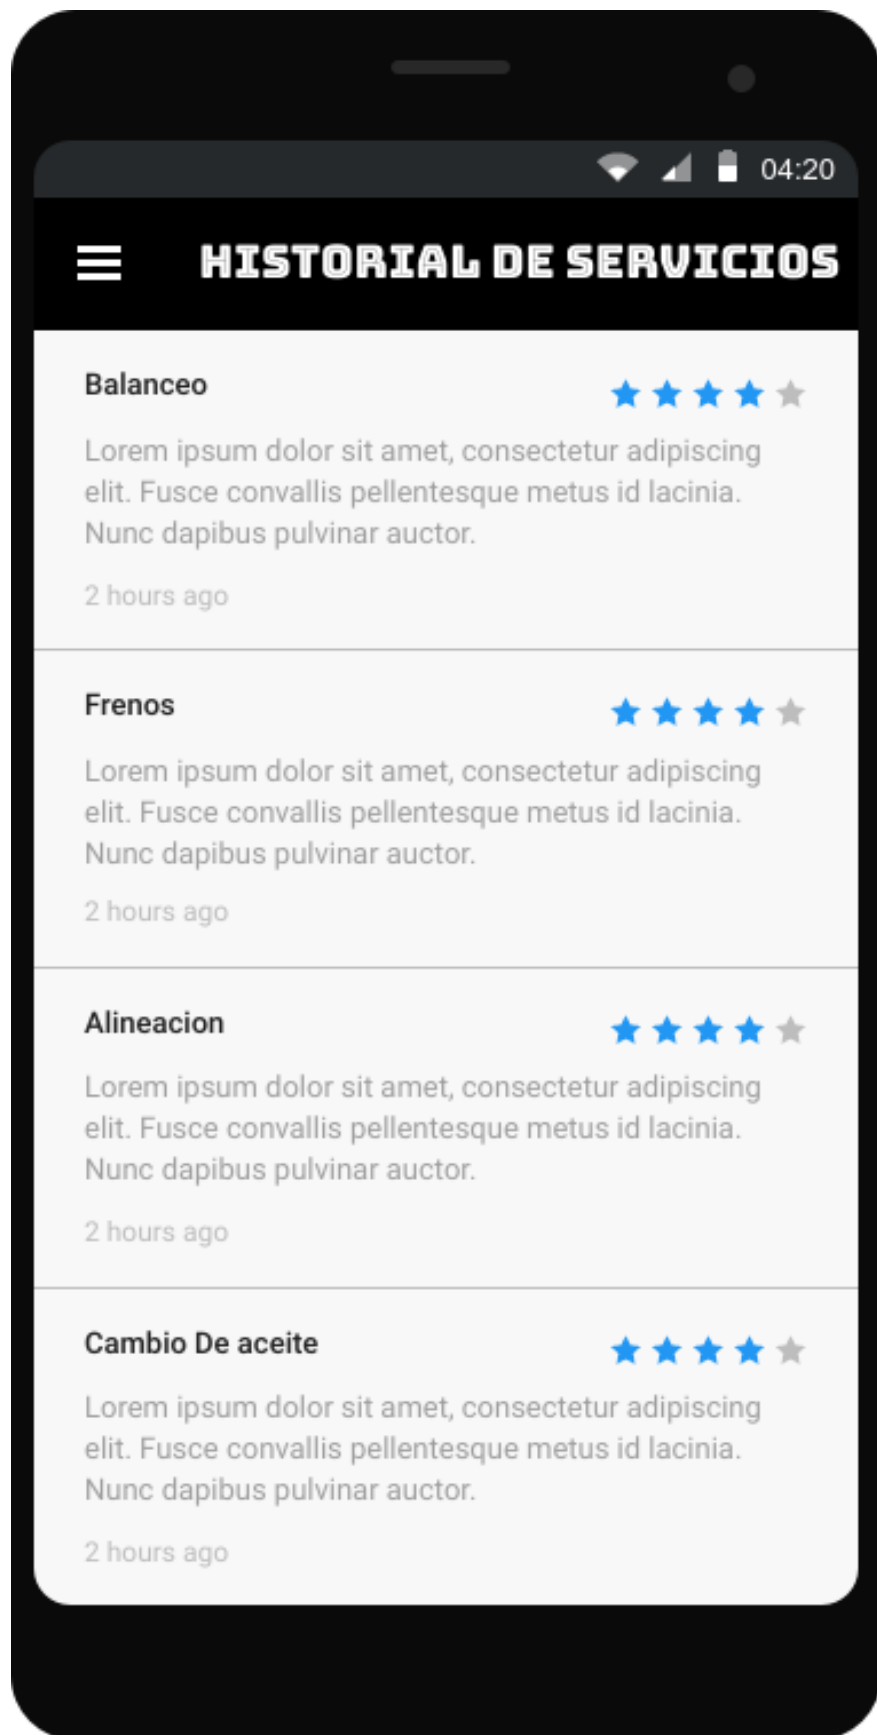 04:20
HISTORIAL DE SERVICIOS
Balanceo
Lorem ipsum dolor sit amet, consectetur adipiscing
elit. Fusce convallis pellentesque metus id lacinia.
Nunc dapibus pulvinar auctor.
2 hours ago
Frenos
Lorem ipsum dolor sit amet, consectetur adipiscing
elit. Fusce convallis pellentesque metus id lacinia.
Nunc dapibus pulvinar auctor.
2 hours ago
Alineacion
Lorem ipsum dolor sit amet, consectetur adipiscing
elit. Fusce convallis pellentesque metus id lacinia.
Nunc dapibus pulvinar auctor.
2 hours ago
Cambio De aceite
Lorem ipsum dolor sit amet, consectetur adipiscing
elit. Fusce convallis pellentesque metus id lacinia.
Nunc dapibus pulvinar auctor.
2 hours ago